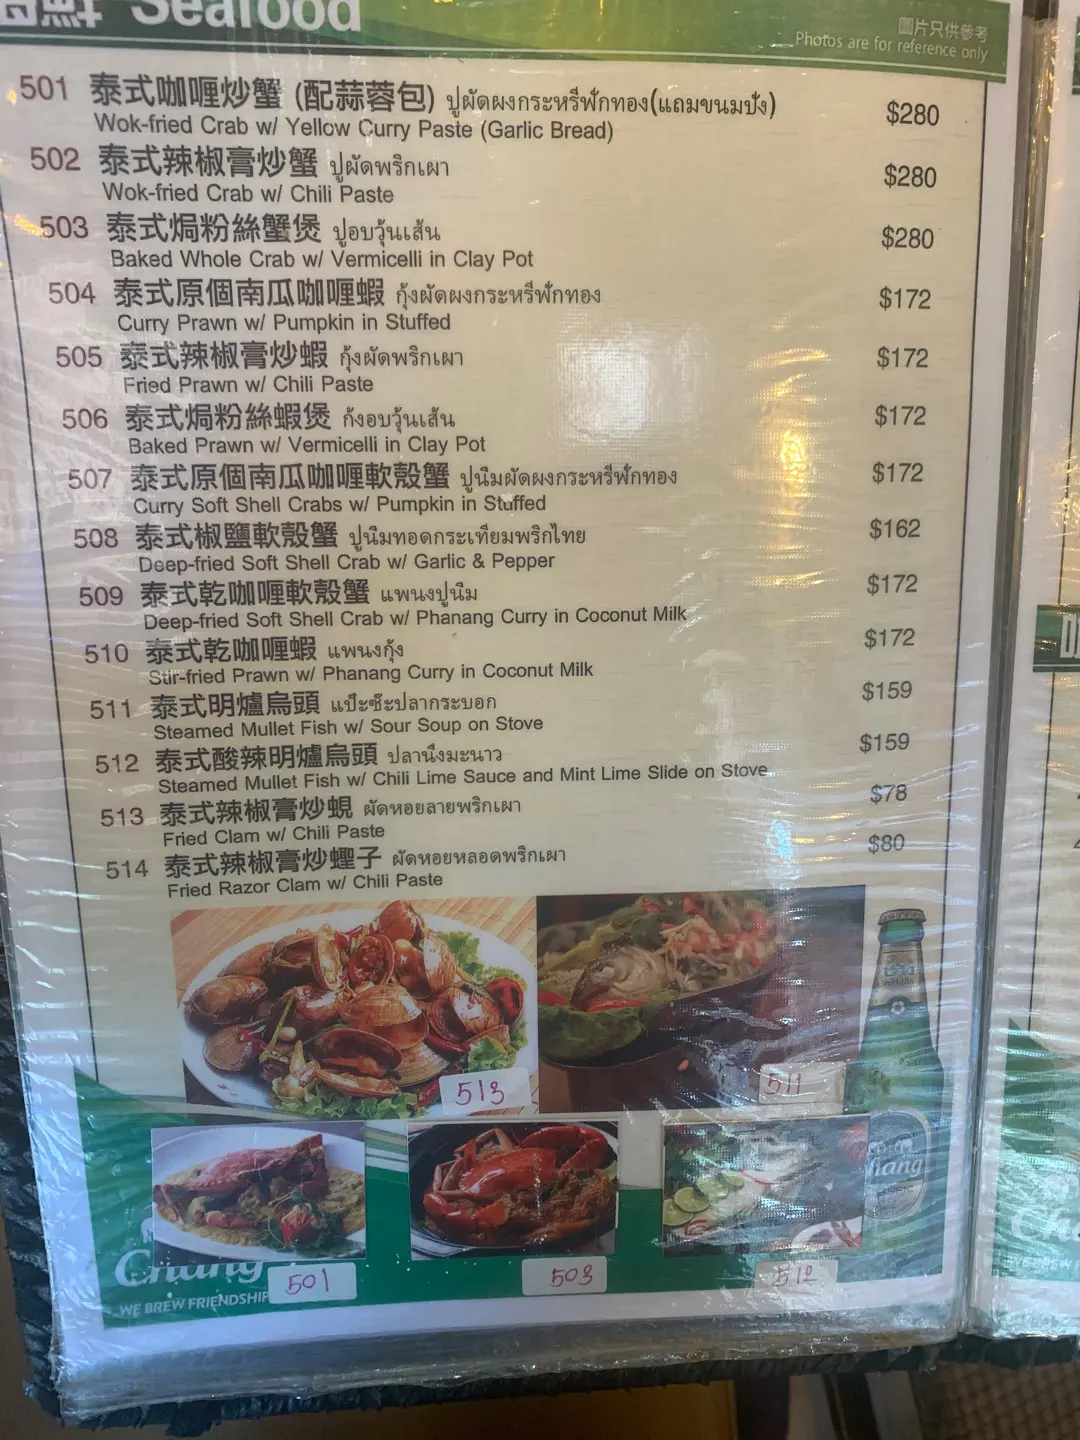 海鮮 Seafood
圖片只供參考
Photos are for reference only
501 泰式咖喱炒蟹 (配蒜蓉包) ปูผัดผงกระหรี่ฟักทอง(แถมขนมปัง) $280
Wok-fried Crab w/ Yellow Curry Paste (Garlic Bread)
502 泰式辣椒膏炒蟹 ปูผัดพริกเผา $280
Wok-fried Crab w/ Chili Paste
503 泰式焗粉絲蟹煲 ปูอบวุ้นเส้น $280
Baked Whole Crab w/ Vermicelli in Clay Pot
504 泰式原個南瓜咖喱蝦 กุ้งผัดผงกระหรี่ฟักทอง $172
Curry Prawn w/ Pumpkin in Stuffed
505 泰式辣椒膏炒蝦 กุ้งผัดพริกเผา $172
Fried Prawn w/ Chili Paste
506 泰式焗粉絲蝦煲 ก้งอบวุ้นเส้น $172
Baked Prawn w/ Vermicelli in Clay Pot
507 泰式原個南瓜咖喱軟殼蟹 ปูนิ่มผัดผงกระหรี่ฟักทอง $172
Curry Soft Shell Crabs w/ Pumpkin in Stuffed
508 泰式椒鹽軟殼蟹 ปูนิ่มทอดกระเทียมพริกไทย $162
Deep-fried Soft Shell Crab w/ Garlic & Pepper
509 泰式乾咖喱軟殼蟹 แพนงปูนิ่ม $172
Deep-fried Soft Shell Crab w/ Phanang Curry in Coconut Milk
510 泰式乾咖喱蝦 แพนงกุ้ง $172
Stir-fried Prawn w/ Phanang Curry in Coconut Milk
511 泰式明爐烏頭 แป๊ะซ๊ะปลากระบอก $159
Steamed Mullet Fish w/ Sour Soup on Stove
512 泰式酸辣明爐烏頭 ปลานึ่งมะนาว $159
Steamed Mullet Fish w/ Chili Lime Sauce and Mint Lime Slide on Stove
513 泰式辣椒膏炒蜆 ผัดหอยลายพริกเผา $78
Fried Clam w/ Chili Paste
514 泰式辣椒膏炒蟶子 ผัดหอยหลอดพริกเผา $80
Fried Razor Clam w/ Chili Paste
513
511
Chang
Chang
WE BREW FRIENDSHIP
501
503
512